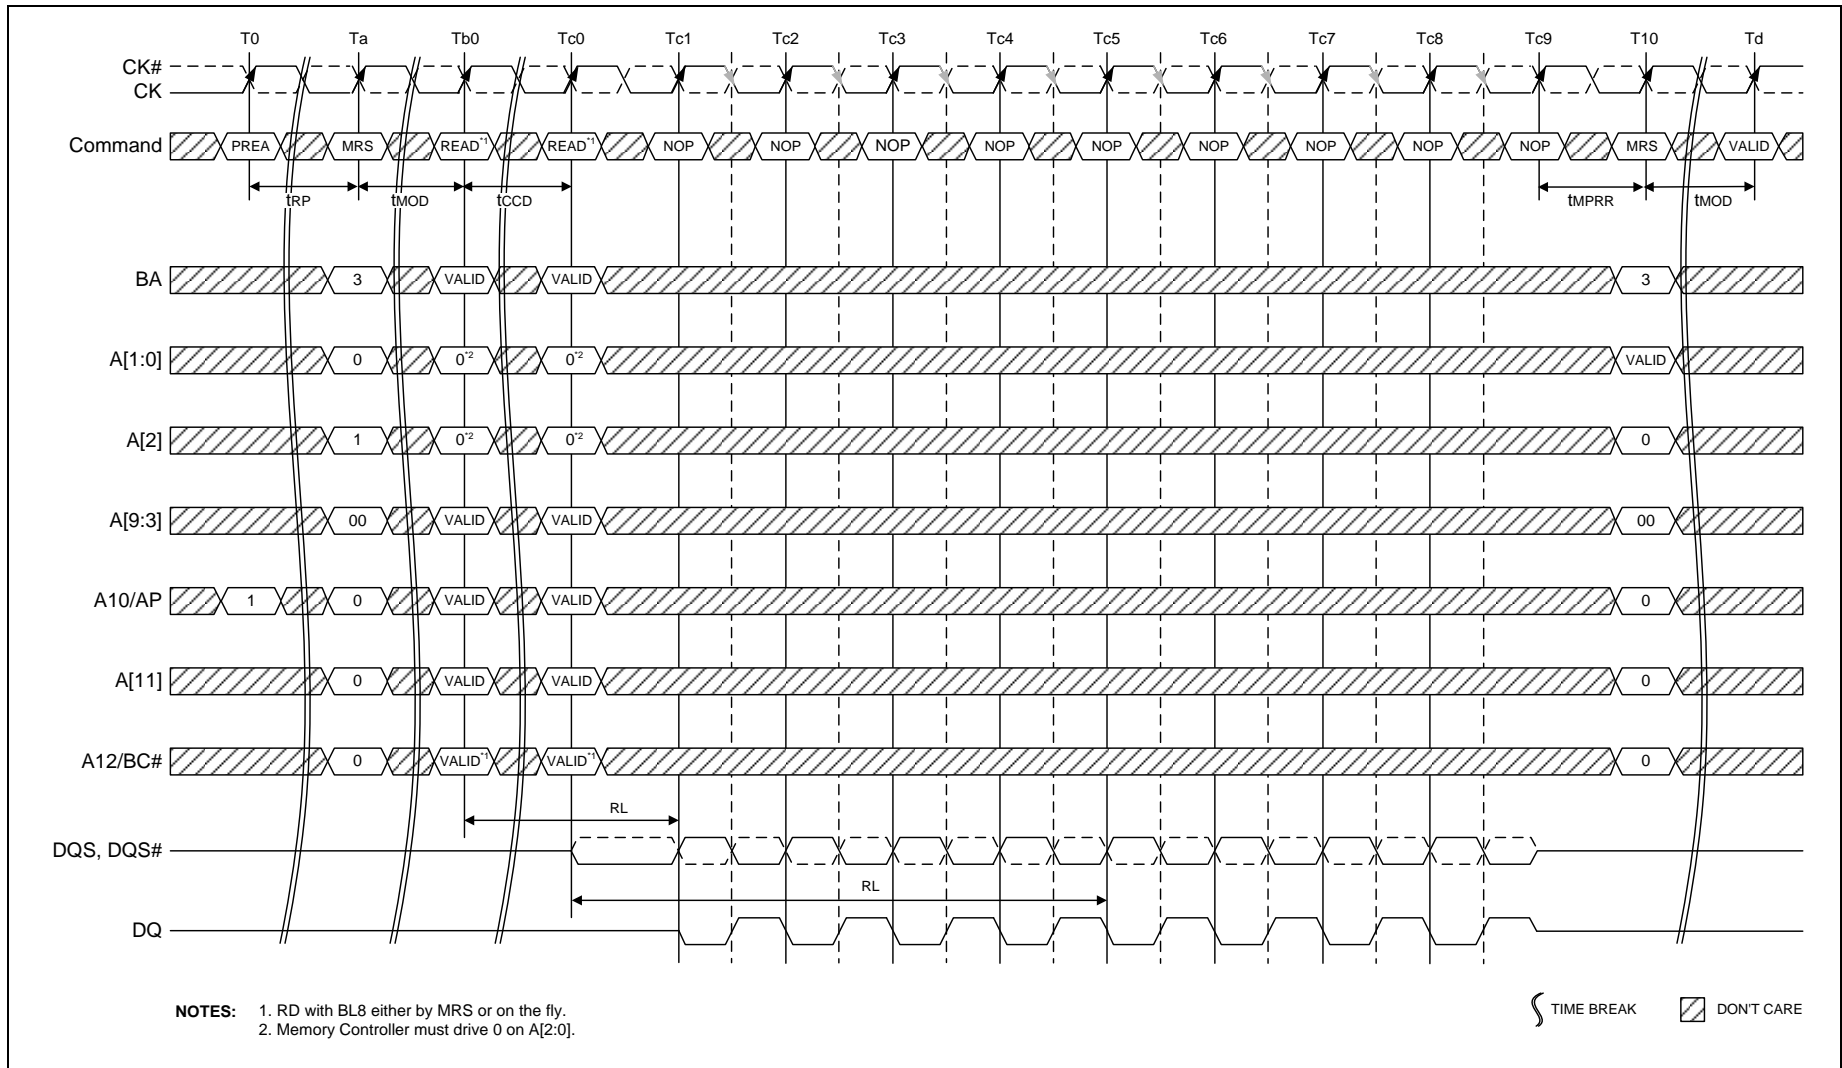 T0 Ta Tb0 Tc0 Tc1 Tc2 Tc3 Tc4 Tc5 Tc6 Tc7 Tc8 Tc9 T10 Td
CK#
CK
Command PREA MRS READ*1 READ*1 NOP NOP NOP NOP NOP NOP NOP NOP NOP MRS VALID
tRP tMOD tCCD tMPRR tMOD
BA 3 VALID VALID 3
A[1:0] 0 0*2 0*2 VALID
A[2] 1 0*2 0*2 0
A[9:3] 00 VALID VALID 00
A10/AP 1 0 VALID VALID 0
A[11] 0 VALID VALID 0
A12/BC# 0 VALID*1 VALID*1 0
RL
DQS, DQS#
RL
DQ
NOTES: 1. RD with BL8 either by MRS or on the fly.
2. Memory Controller must drive 0 on A[2:0].
TIME BREAK DON'T CARE